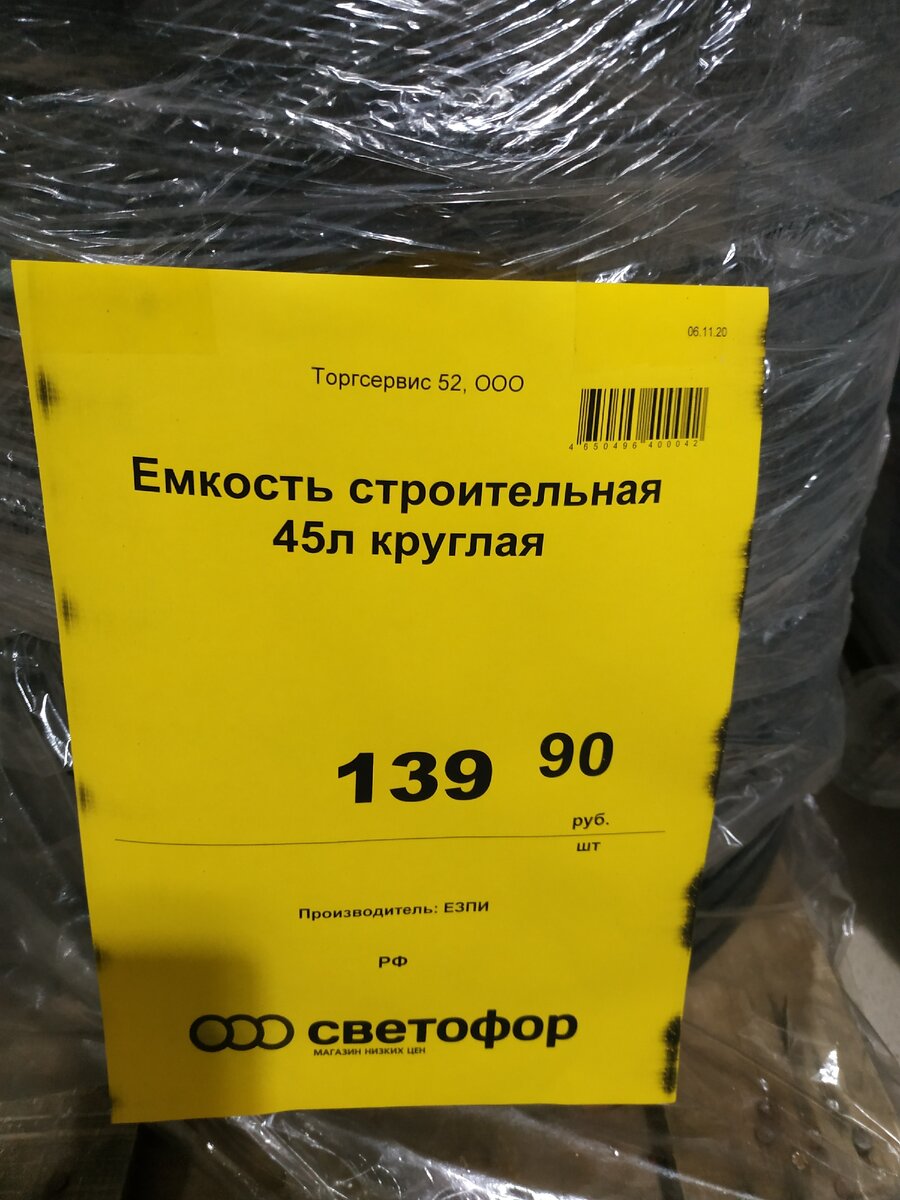 06.11.20
Торгсервис 52, ООО
4 650496 400042
Емкость строительная
45л круглая
139 90
руб.
шт
Производитель: ЕЗПИ
РФ
светофор
МАГАЗИН НИЗКИХ ЦЕН